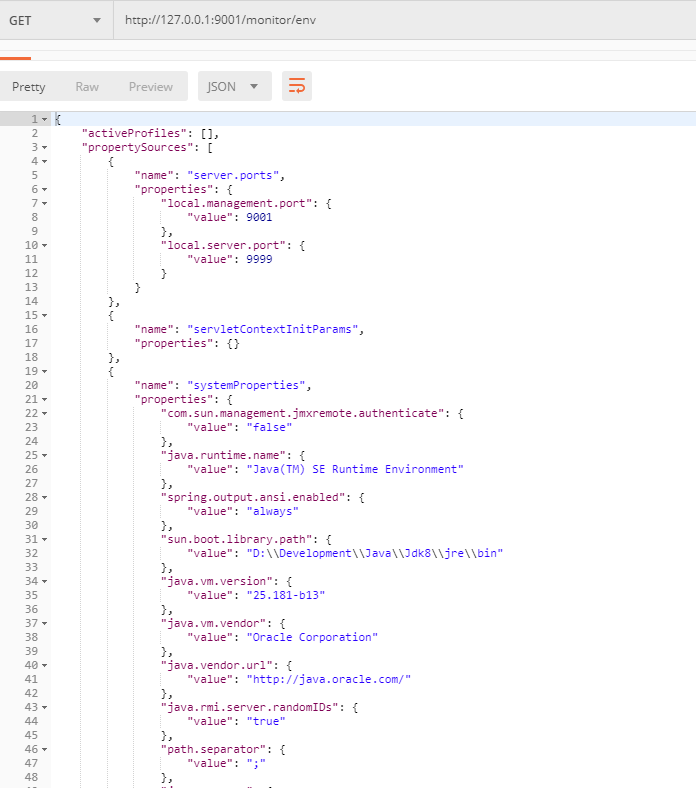 GET http://127.0.0.1:9001/monitor/env
Pretty Raw Preview JSON
1 {
2 "activeProfiles": [],
3 "propertySources": [
4 {
5 "name": "server.ports",
6 "properties": {
7 "local.management.port": {
8 "value": 9001
9 },
10 "local.server.port": {
11 "value": 9999
12 }
13 }
14 },
15 {
16 "name": "servletContextInitParams",
17 "properties": {}
18 },
19 {
20 "name": "systemProperties",
21 "properties": {
22 "com.sun.management.jmxremote.authenticate": {
23 "value": "false"
24 },
25 "java.runtime.name": {
26 "value": "Java(TM) SE Runtime Environment"
27 },
28 "spring.output.ansi.enabled": {
29 "value": "always"
30 },
31 "sun.boot.library.path": {
32 "value": "D:\\Development\\Java\\Jdk8\\jre\\bin"
33 },
34 "java.vm.version": {
35 "value": "25.181-b13"
36 },
37 "java.vm.vendor": {
38 "value": "Oracle Corporation"
39 },
40 "java.vendor.url": {
41 "value": "http://java.oracle.com/"
42 },
43 "java.rmi.server.randomIDs": {
44 "value": "true"
45 },
46 "path.separator": {
47 "value": ";"
48 },